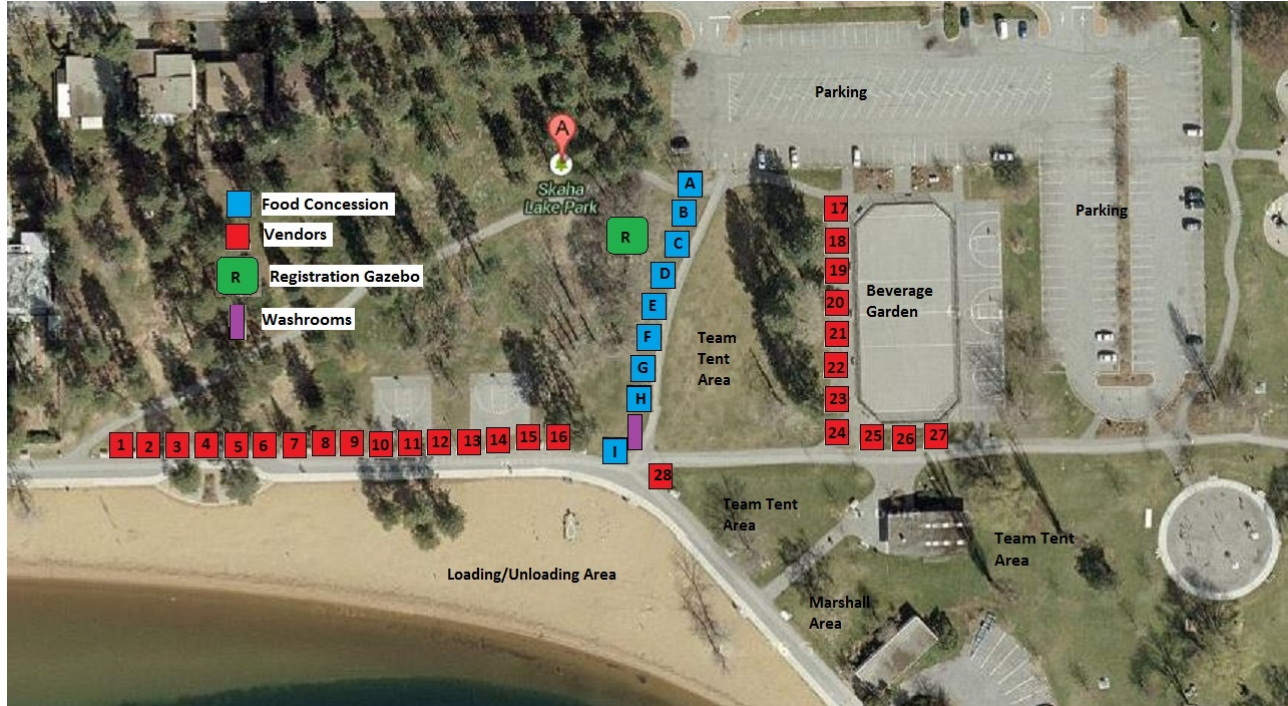 Parking
A
Skaha
Lake Park
A
B
C
D
E
F
G
H
I
R
Food Concession
Vendors
R
Registration Gazebo
Washrooms
Parking
17
18
19
20
21
22
23
24
25
26
27
28
Beverage
Garden
Team
Tent
Area
1
2
3
4
5
6
7
8
9
10
11
12
13
14
15
16
Team Tent
Area
Team Tent
Area
Loading/Unloading Area
Marshall
Area